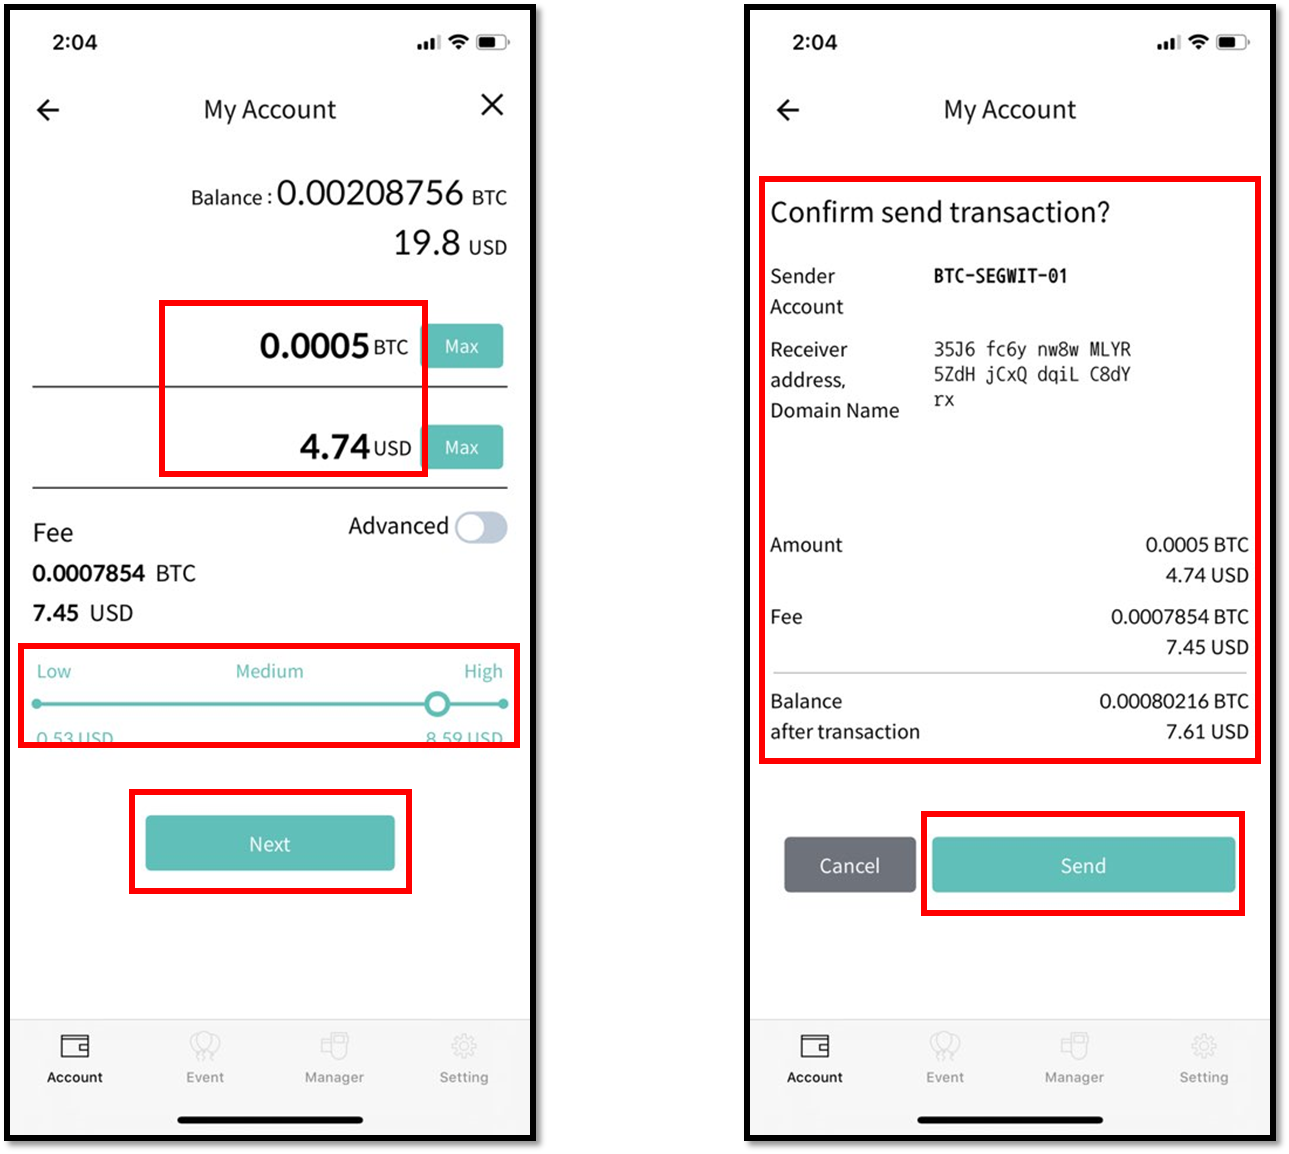 2:04
My Account
Balance : 0.00208756 BTC
19.8 USD
0.0005 BTC Max
4.74 USD Max
Fee Advanced
0.0007854 BTC
7.45 USD
Low Medium High
0.53 USD 8.59 USD
Next
Account Event Manager Setting
2:04
My Account
Confirm send transaction?
Sender BTC-SEGWIT-01
Account
Receiver 35J6 fc6y nw8w MLYR
address, 5ZdH jCxQ dqiL C8dY
Domain Name rx
Amount 0.0005 BTC
4.74 USD
Fee 0.0007854 BTC
7.45 USD
Balance 0.00080216 BTC
after transaction 7.61 USD
Cancel Send
Account Event Manager Setting